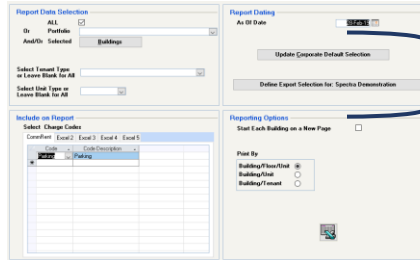 Report Data Selection
ALL
Or Portfolio
And/Or Selected Buildings
Select Tenant Type
or Leave Blank for All
Select Unit Type or
Leave Blank for All
Report Dating
As Of Date
Update Corporate Default Selection
Define Export Selection for: Spectra Demonstration
Include on Report
Select Charge Codes
CommRent Excel 2 Excel 3 Excel 4 Excel 5
Code Code Description
Parking Parking
Reporting Options
Start Each Building on a New Page
Print By
Building/Floor/Unit
Building/Unit
Building/Tenant